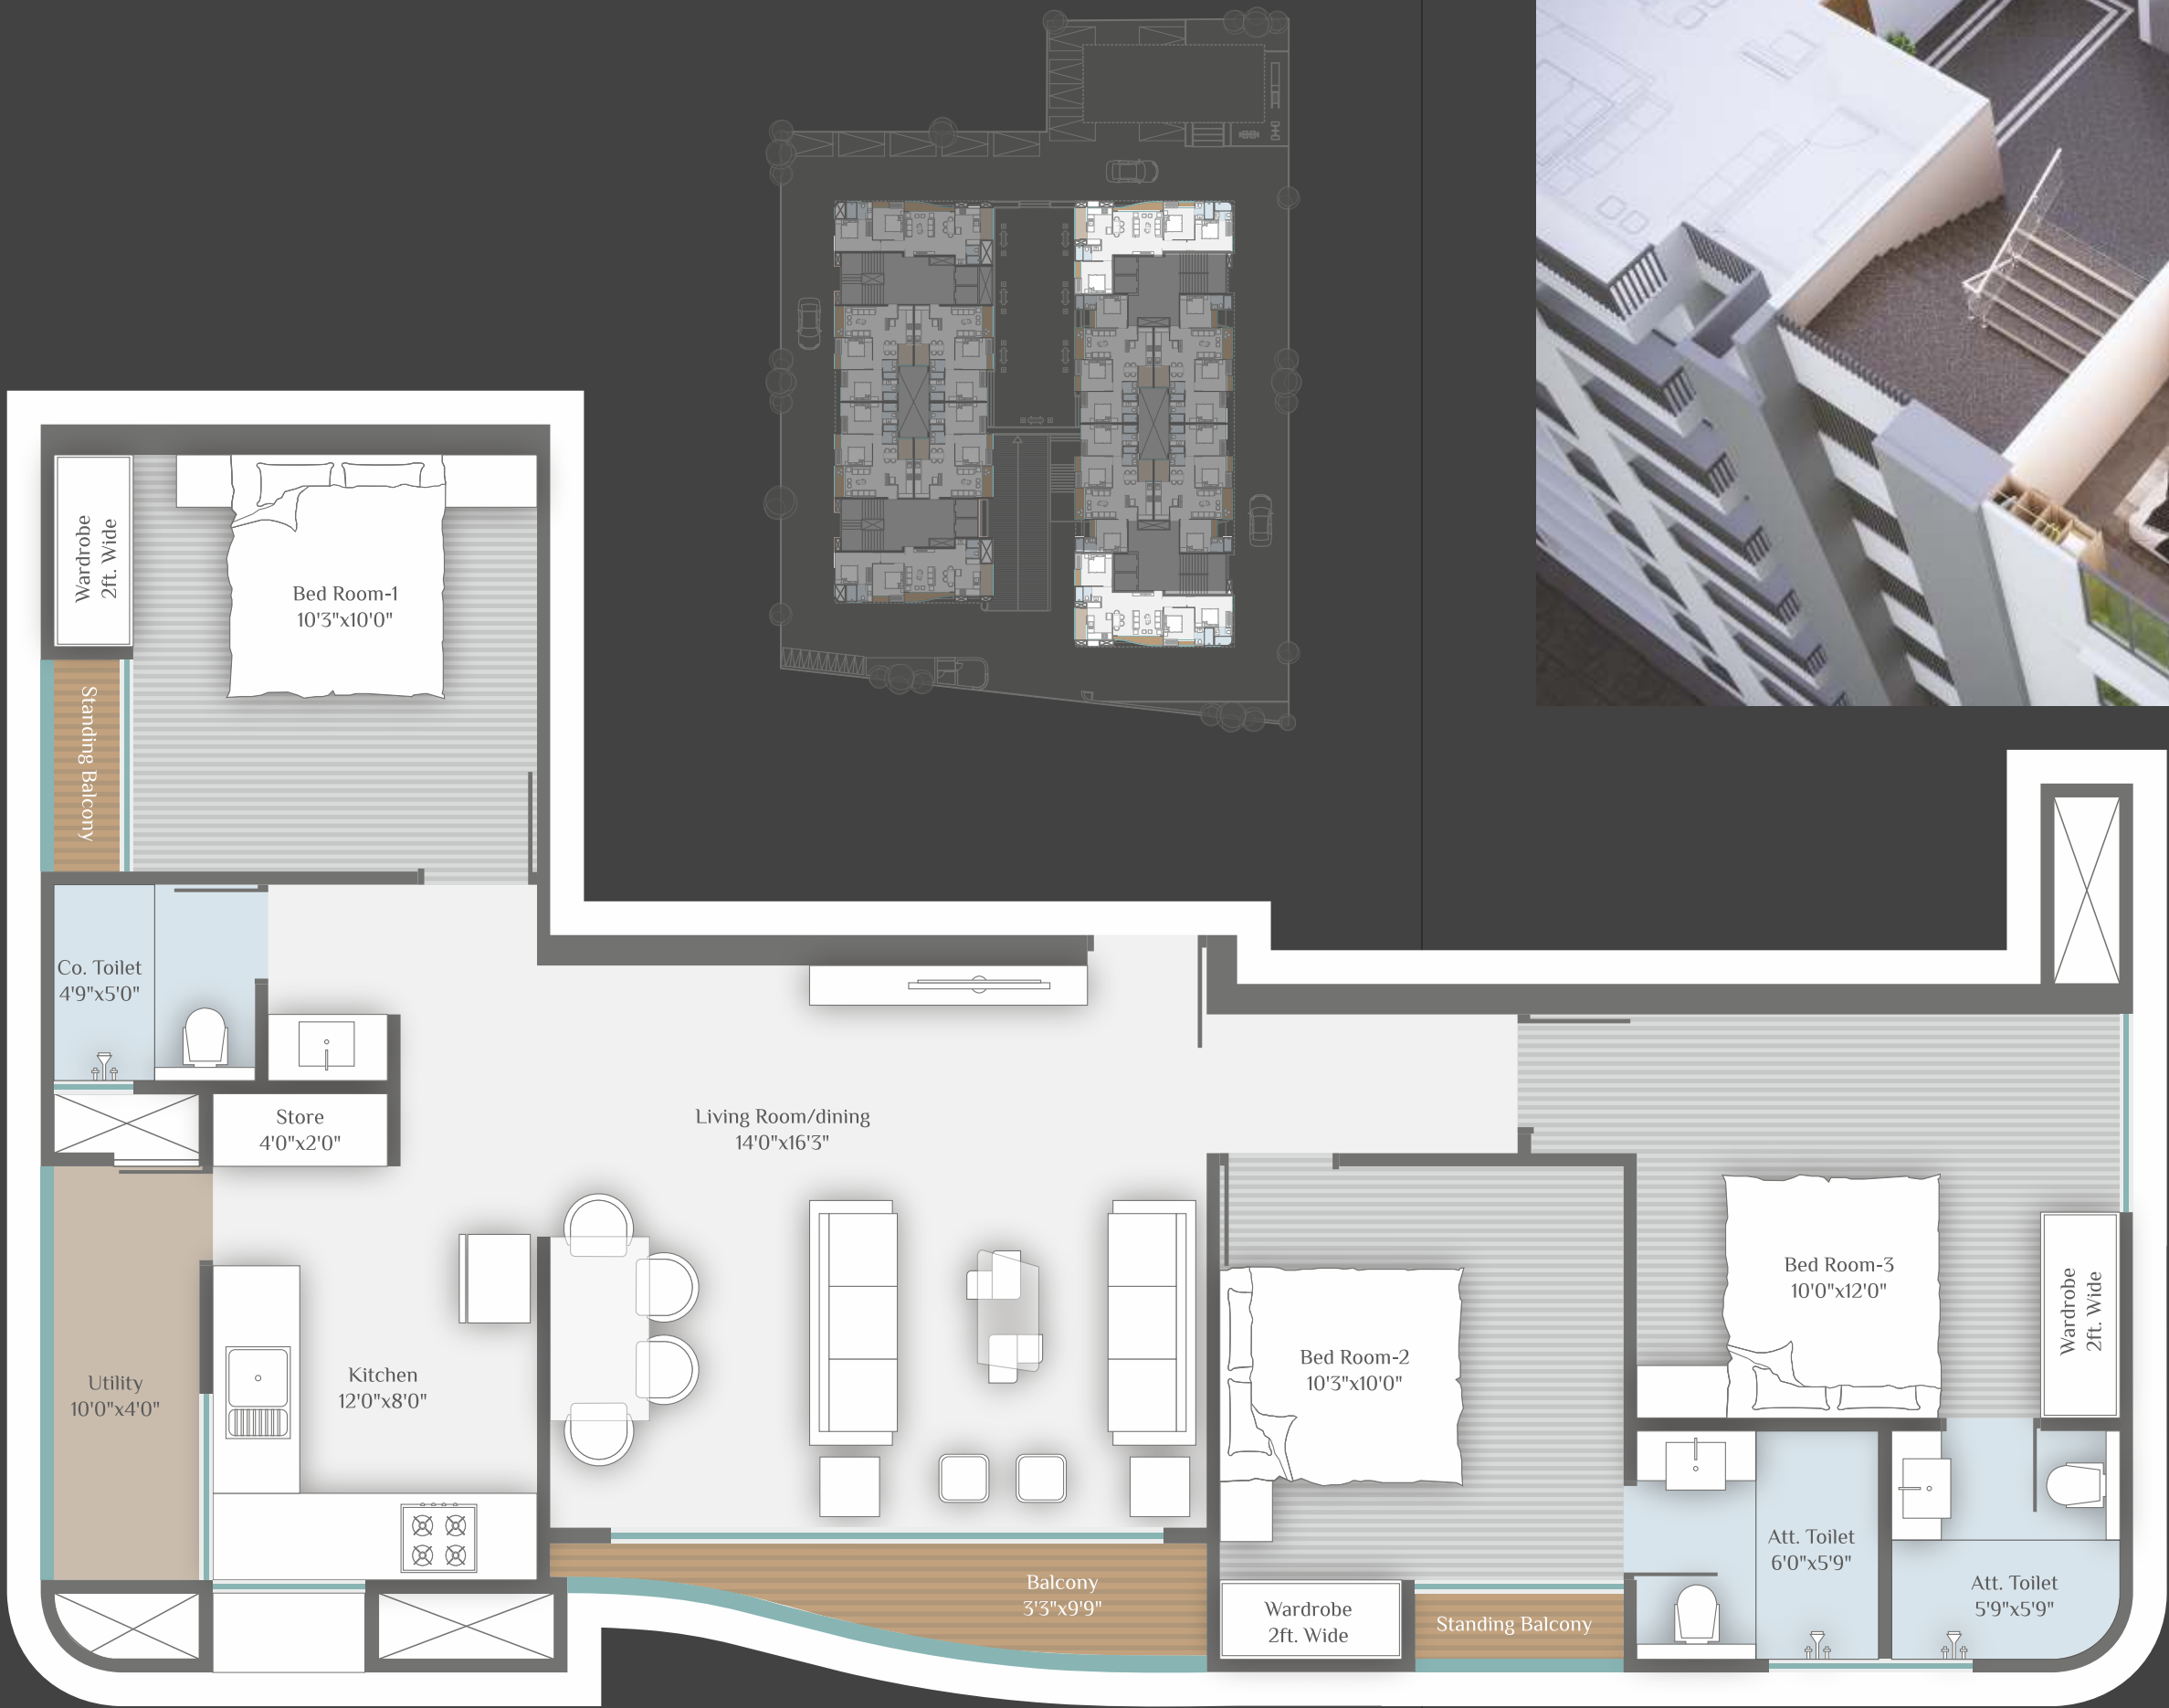 Wardrobe
2ft. Wide
Bed Room-1
10'3"x10'0"
Standing Balcony
Co. Toilet
4'9"x5'0"
Store
4'0"x2'0"
Living Room/dining
14'0"x16'3"
Utility
10'0"x4'0"
Kitchen
12'0"x8'0"
Bed Room-2
10'3"x10'0"
Bed Room-3
10'0"x12'0"
Wardrobe
2ft. Wide
Att. Toilet
6'0"x5'9"
Att. Toilet
5'9"x5'9"
Balcony
3'3"x9'9"
Wardrobe
2ft. Wide
Standing Balcony